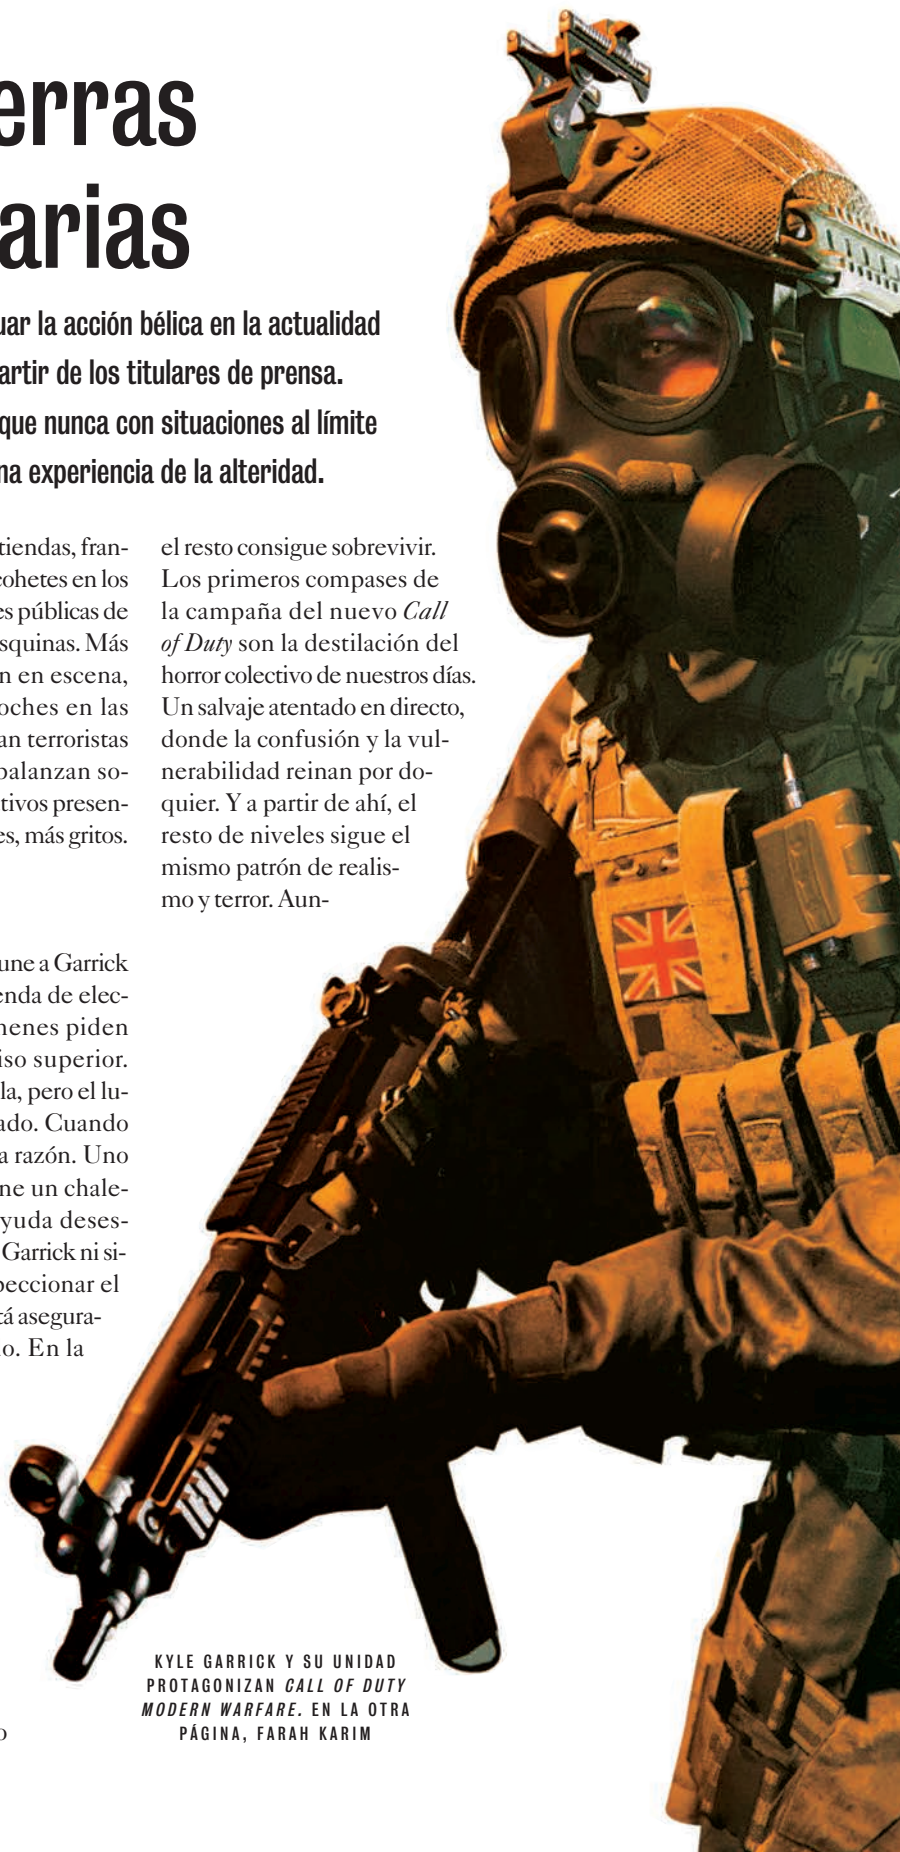 erras
arias
uar la acción bélica en la actualidad
artir de los titulares de prensa.
que nunca con situaciones al límite
na experiencia de la alteridad.
tiendas, fran-
cohetes en los
es públicas de
squinas. Más
n en escena,
oches en las
an terroristas
balanzan so-
tivos presen-
es, más gritos.
une a Garrick
enda de elec-
nenes piden
iso superior.
la, pero el lu-
ado. Cuando
a razón. Uno
ne un chale-
yuda deses-
Garrick ni si-
peccionar el
tá asegura-
o. En la
o
el resto consigue sobrevivir.
Los primeros compases de
la campaña del nuevo Call
of Duty son la destilación del
horror colectivo de nuestros días.
Un salvaje atentado en directo,
donde la confusión y la vul-
nerabilidad reinan por do-
quier. Y a partir de ahí, el
resto de niveles sigue el
mismo patrón de realis-
mo y terror. Aun-
KYLE GARRICK Y SU UNIDAD
PROTAGONIZAN CALL OF DUTY
MODERN WARFARE. EN LA OTRA
PÁGINA, FARAH KARIM